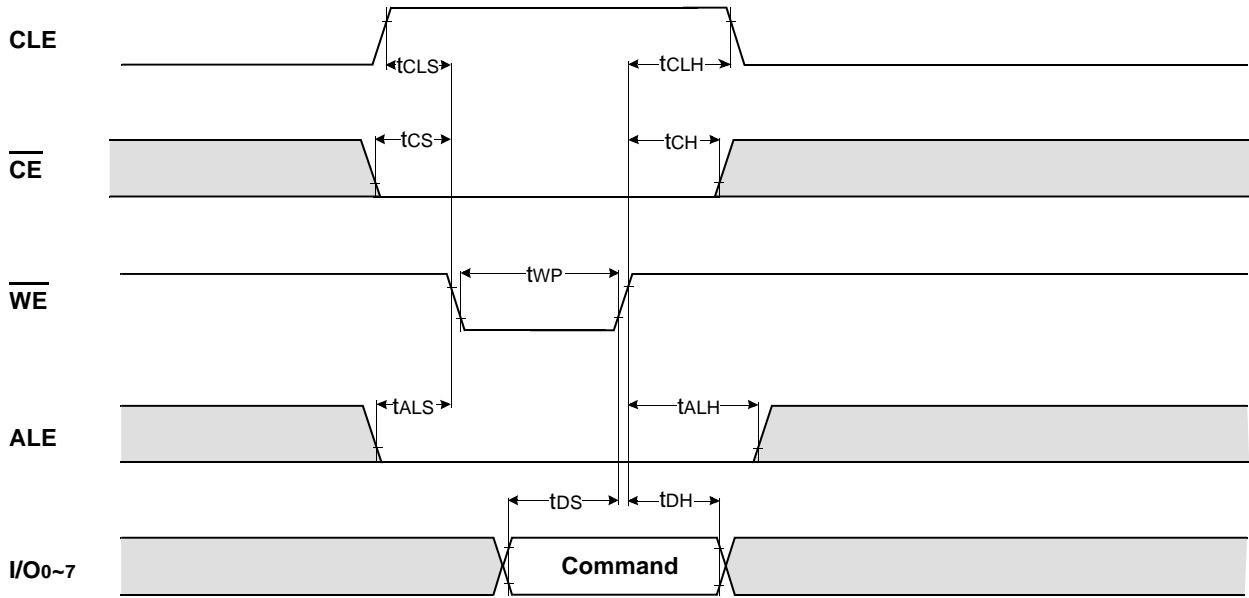 CLE
tCLS
tCLH
CE
tCS
tCH
WE
tWP
ALE
tALS
tALH
I/O0~7
tDS
tDH
Command